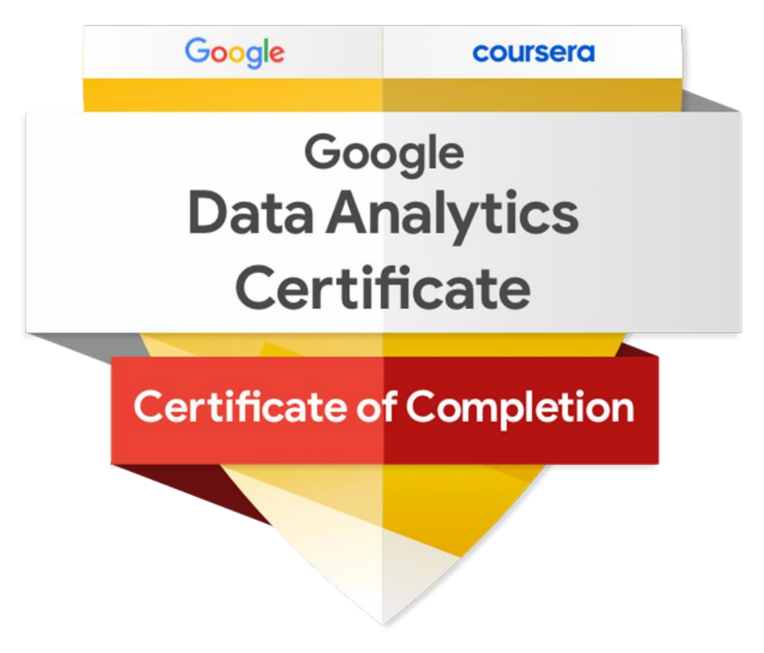 Google
coursera
Google
Data Analytics
Certificate
Certificate of Completion